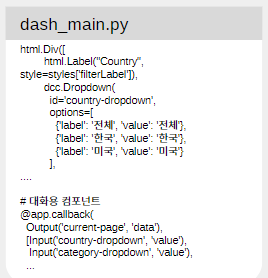 dash_main.py
html.Div([
html.Label("Country",
style=styles['filterLabel']),
dcc.Dropdown(
id='country-dropdown',
options=[
{'label': '전체', 'value': '전체'},
{'label': '한국', 'value': '한국'},
{'label': '미국', 'value': '미국'}
],
....
# 대화용 컴포넌트
@app.callback(
Output('current-page', 'data'),
[Input('country-dropdown', 'value'),
Input('category-dropdown', 'value'),
...